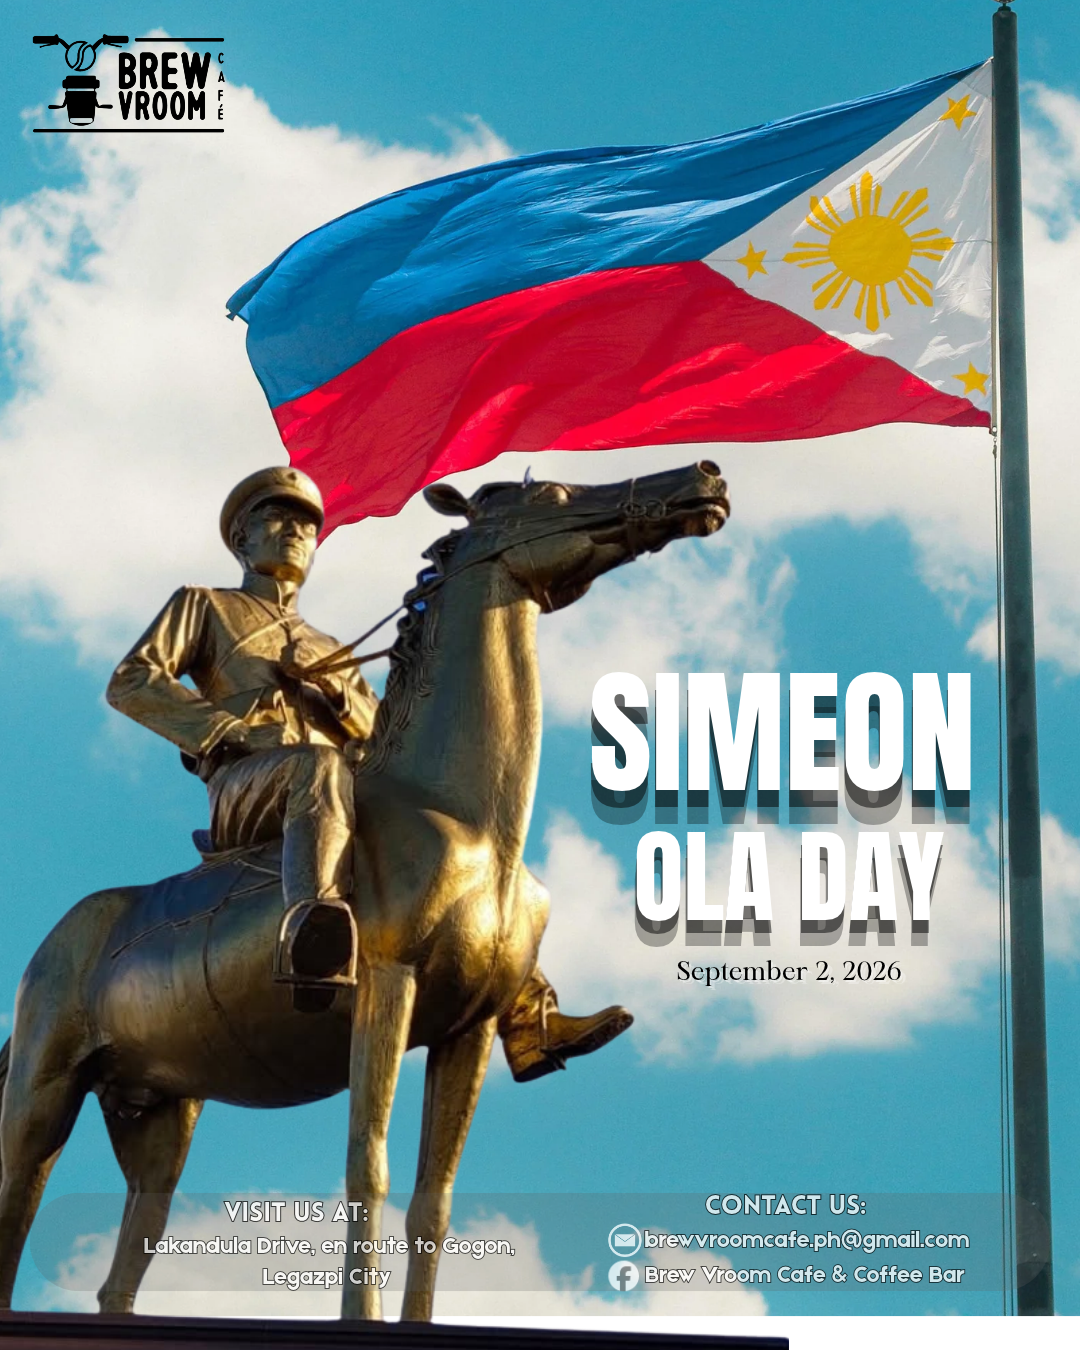 BREW
VROOM
CAFÉ
SIMEON
OLA DAY
September 2, 2026
VISIT US AT:
Lakandula Drive, en route to Gogon,
Legazpi City
CONTACT US:
brewvroomcafe.ph@gmail.com
Brew Vroom Cafe & Coffee Bar